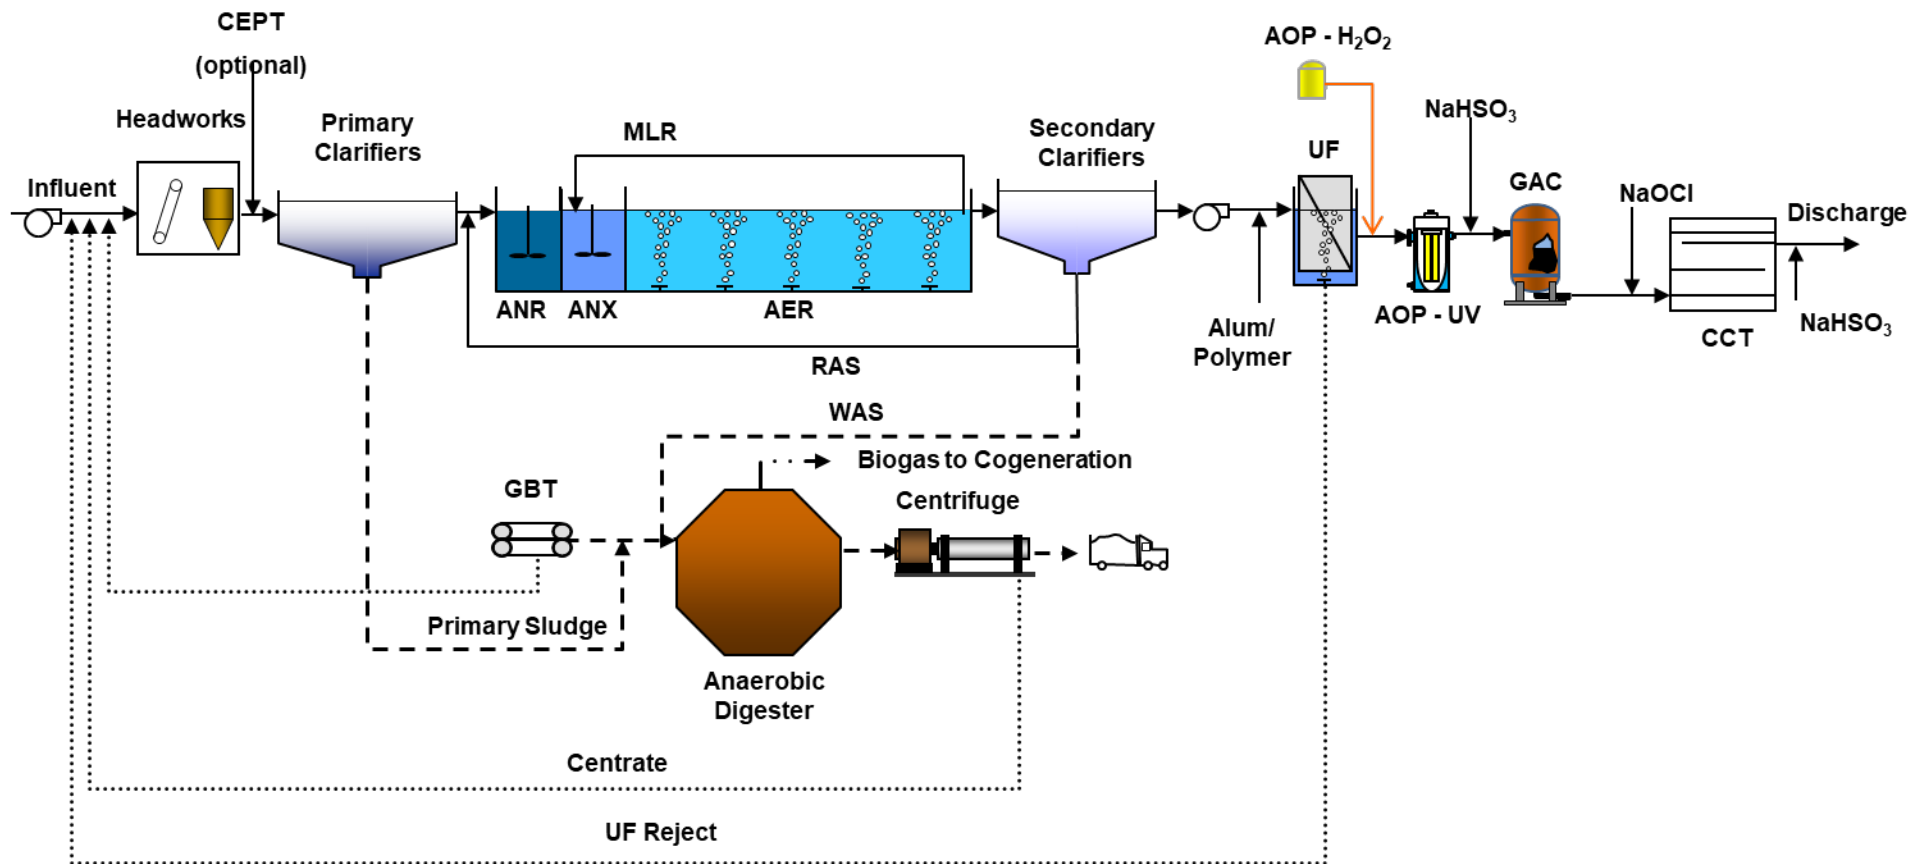 CEPT
(optional)
Headworks
Influent
Primary
Clarifiers
MLR
ANR
ANX
AER
RAS
WAS
Secondary
Clarifiers
Alum/
Polymer
AOP - H₂O₂
UF
AOP - UV
NaHSO₃
GAC
NaOCl
CCT
Discharge
NaHSO₃
Biogas to Cogeneration
GBT
Centrifuge
Primary Sludge
Anaerobic
Digester
Centrate
UF Reject